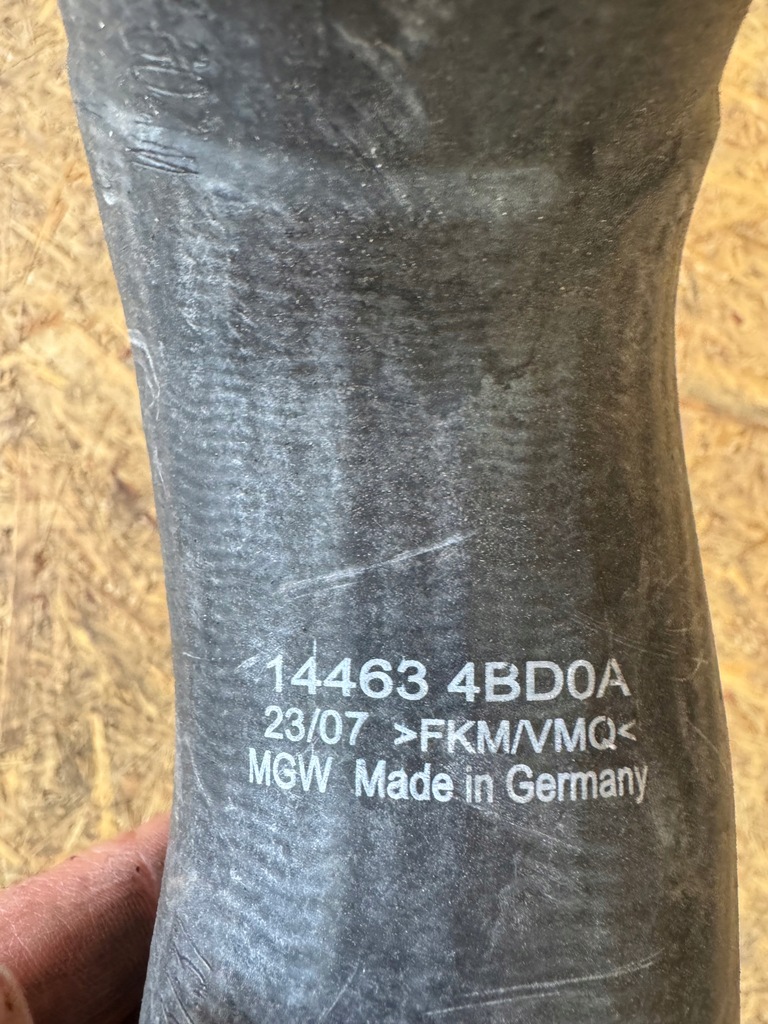 14463 4BD0A
23/07 >FKM/VMQ<
MGW Made in Germany